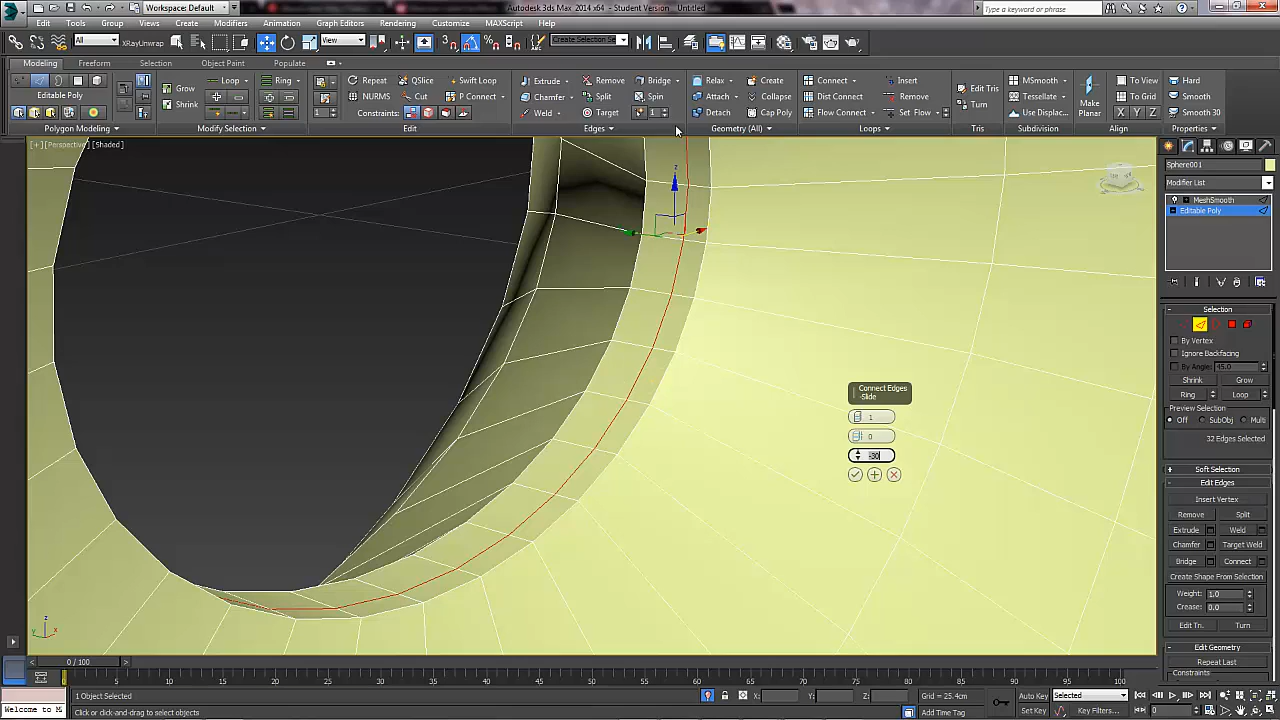 Workspace: Default
Autodesk 3ds Max 2014 x64 - Student Version Untitled
Type a keyword or phrase
Edit Tools Group Views Create Modifiers Animation Graph Editors Rendering Customize MAXScript Help
All XRayUnwrap View Create Selection Se
Modeling Freeform Selection Object Paint Populate
Editable Poly
Grow
Shrink
Loop
Ring
Repeat QSlice Swift Loop
NURMS Cut P Connect
Constraints:
Extrude Remove Bridge
Chamfer Split Spin
Weld Target 1
Relax Create
Attach Collapse
Detach Cap Poly
Connect Insert
Dist Connect Remove
Flow Connect Set Flow
Edit Tris
Turn
MSmooth
Tessellate
Use Displac...
Make Planar
To View
To Grid
X Y Z
Hard
Smooth
Smooth 30
Polygon Modeling Modify Selection Edit Edges Geometry (All) Loops Tris Subdivision Align Properties
[+] [Perspective] [Shaded]
z
Connect Edges
-Slide
1
0
-30
z
y
x
Sphere001
Modifier List
MeshSmooth
Editable Poly
Selection
By Vertex
Ignore Backfacing
By Angle: 45.0
Shrink Grow
Ring Loop
Preview Selection
Off SubObj Multi
32 Edges Selected
Soft Selection
Edit Edges
Insert Vertex
Remove Split
Extrude Weld
Chamfer Target Weld
Bridge Connect
Create Shape From Selection
Weight: 1.0
Crease: 0.0
Edit Tri. Turn
Edit Geometry
Repeat Last
Constraints
0 / 100
5 10 15 20 25 30 35 40 45 50 55 60 65 70 75 80 85 90 95 100
1 Object Selected
X: Y: Z: Grid = 25.4cm
Auto Key Selected
Welcome to M
Click or click-and-drag to select objects
Add Time Tag
Set Key Key Filters... 0